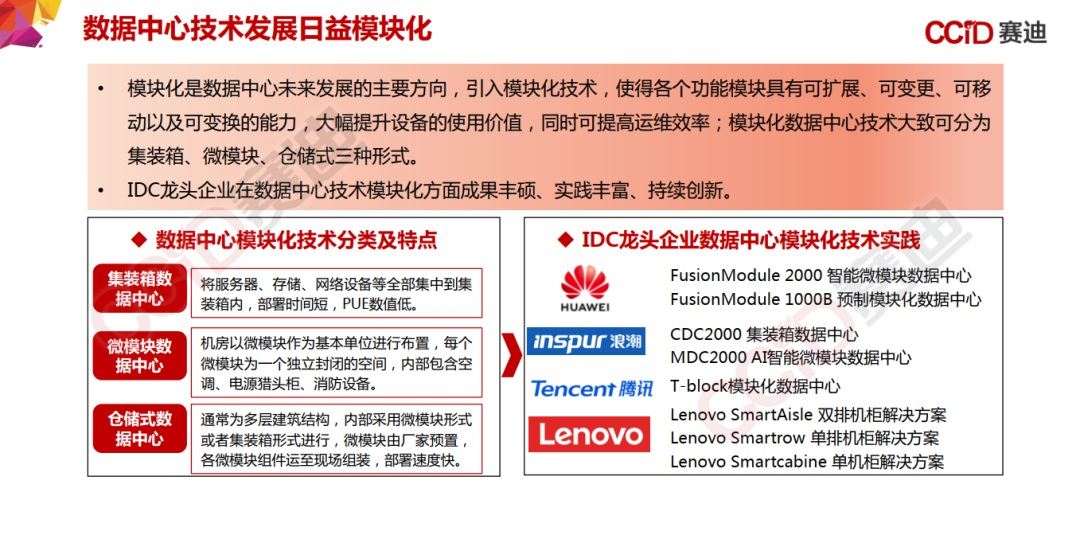 数据中心技术发展日益模块化
CCID 赛迪
• 模块化是数据中心未来发展的主要方向，引入模块化技术，使得各个功能模块具有可扩展、可变更、可移
动以及可变换的能力，大幅提升设备的使用价值，同时可提高运维效率；模块化数据中心技术大致可分为
集装箱、微模块、仓储式三种形式。
• IDC龙头企业在数据中心技术模块化方面成果丰硕、实践丰富、持续创新。
◆ 数据中心模块化技术分类及特点
集装箱数
据中心
将服务器、存储、网络设备等全部集中到集
装箱内，部署时间短，PUE数值低。
微模块数
据中心
机房以微模块作为基本单位进行布置，每个
微模块为一个独立封闭的空间，内部包含空
调、电源猎头柜、消防设备。
仓储式数
据中心
通常为多层建筑结构，内部采用微模块形式
或者集装箱形式进行，微模块由厂家预置，
各微模块组件运至现场组装，部署速度快。
◆ IDC龙头企业数据中心模块化技术实践
HUAWEI
FusionModule 2000 智能微模块数据中心
FusionModule 1000B 预制模块化数据中心
inspur 浪潮
CDC2000 集装箱数据中心
MDC2000 AI智能微模块数据中心
Tencent 腾讯
T-block模块化数据中心
Lenovo
Lenovo SmartAisle 双排机柜解决方案
Lenovo Smartrow 单排机柜解决方案
Lenovo Smartcabine 单机柜解决方案
CCID赛迪
CCID赛迪